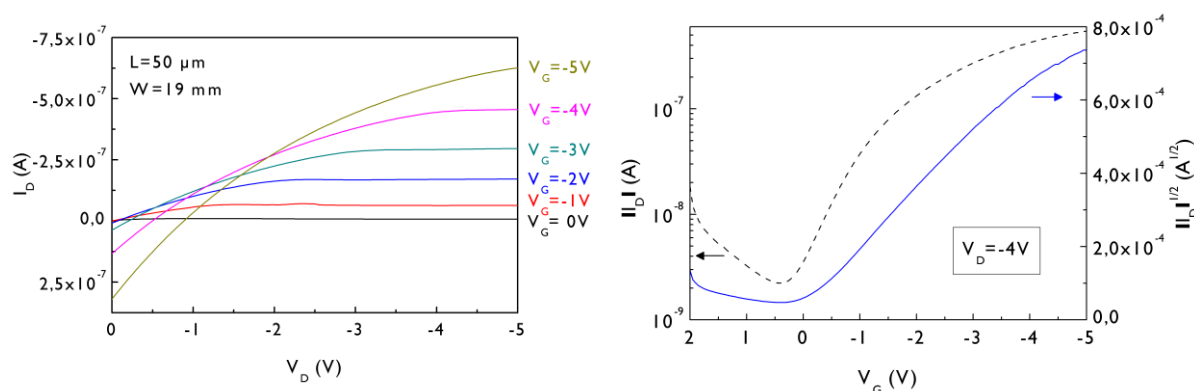 -7,5x10⁻⁷
-5,0x10⁻⁷
-2,5x10⁻⁷
0,0
2,5x10⁻⁷
I_D (A)
L=50 µm
W=19 mm
V_G=-5V
V_G=-4V
V_G=-3V
V_G=-2V
V_G=-1V
V_G= 0V
0 -1 -2 -3 -4 -5
V_D (V)
10⁻⁷
10⁻⁸
10⁻⁹
|I_D| (A)
V_D=-4V
8,0x10⁻⁴
6,0x10⁻⁴
4,0x10⁻⁴
2,0x10⁻⁴
0,0
|I_D|^1/2 (A^1/2)
2 1 0 -1 -2 -3 -4 -5
V_G (V)